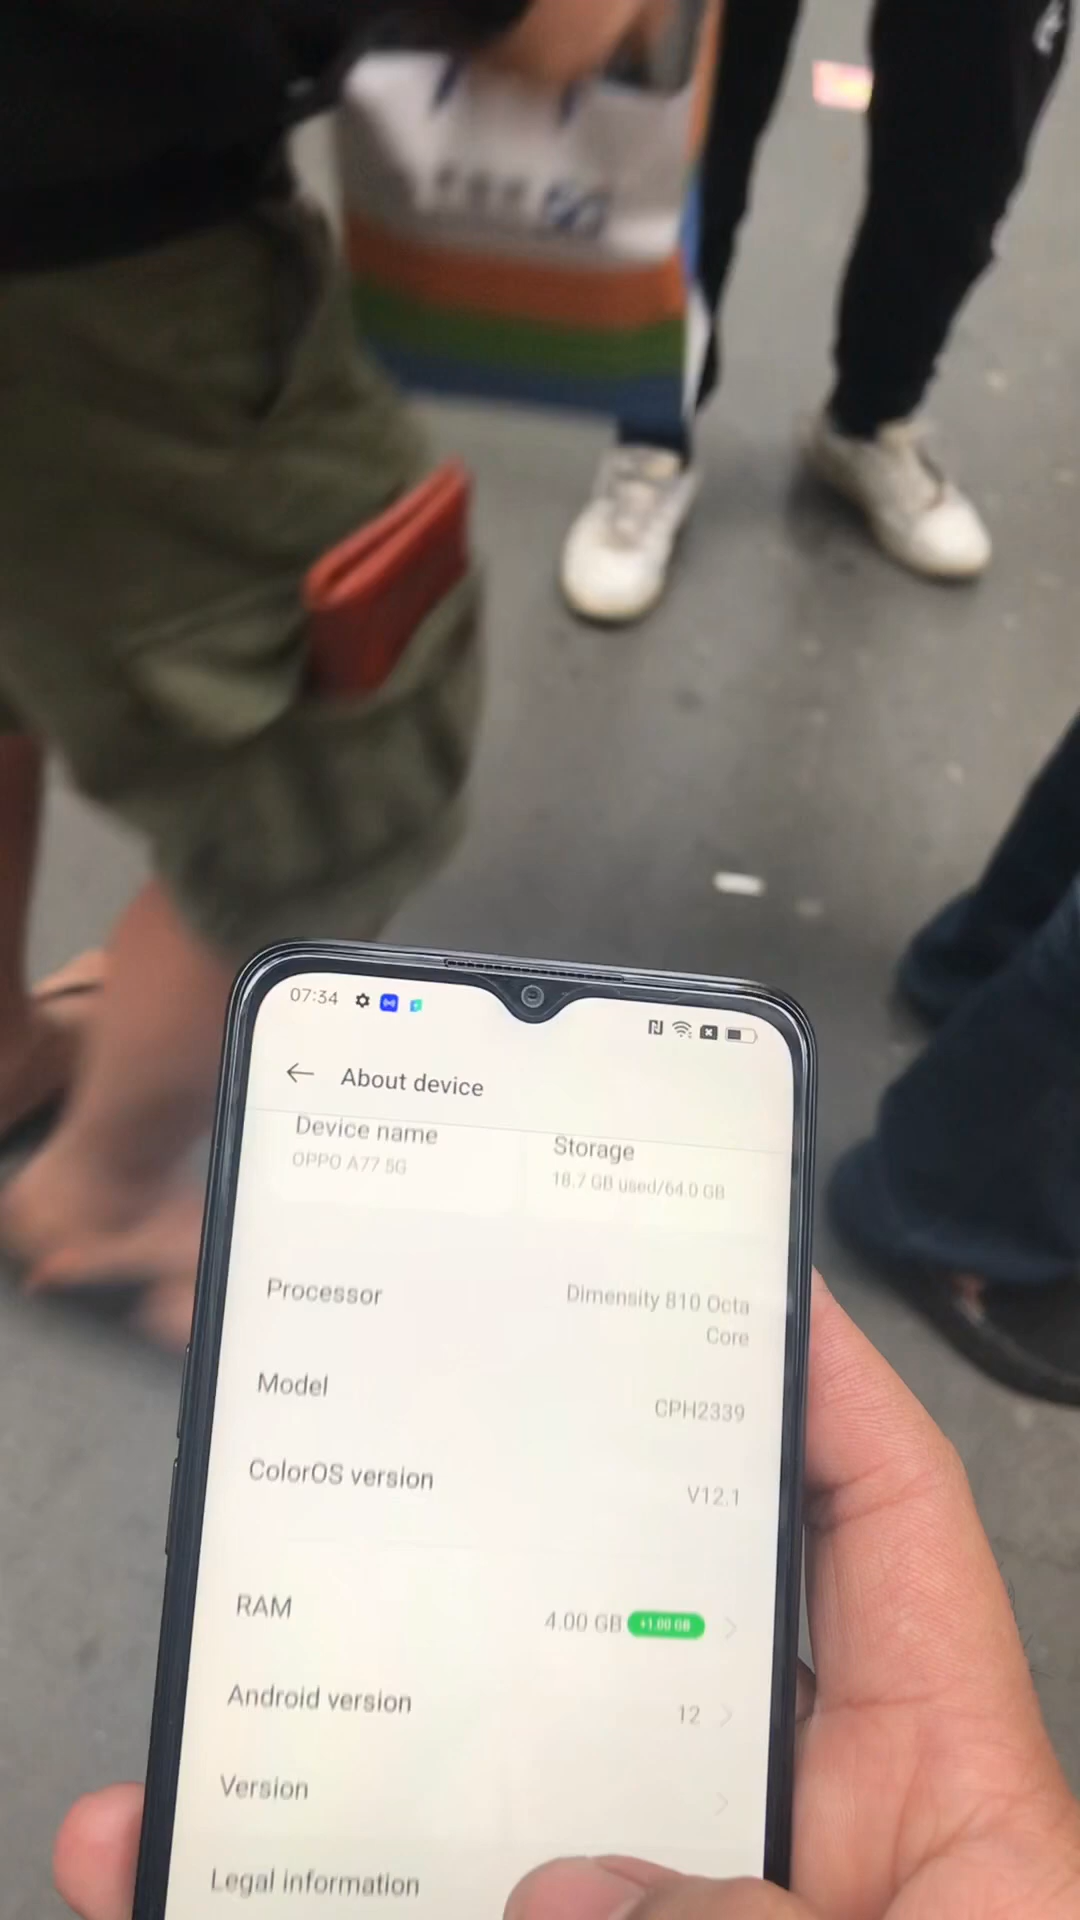 07:34
About device
Device name
OPPO A77 5G
Storage
18.7 GB used/64.0 GB
Processor
Dimensity 810 Octa
Core
Model
CPH2339
ColorOS version
V12.1
RAM
4.00 GB +1.00 GB
Android version
12
Version
Legal information
5G